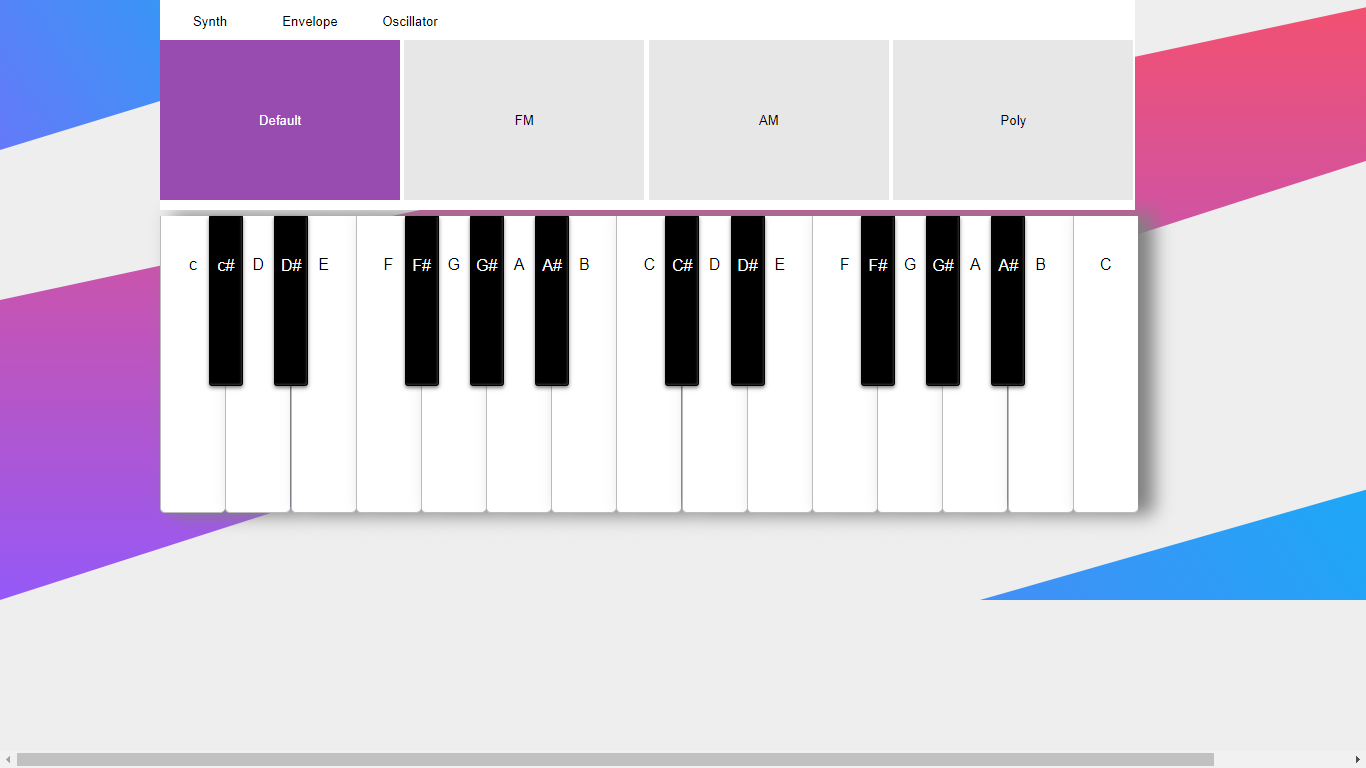 Synth Envelope Oscillator
Default FM AM Poly
c c# D D# E F F# G G# A A# B C C# D D# E F F# G G# A A# B C